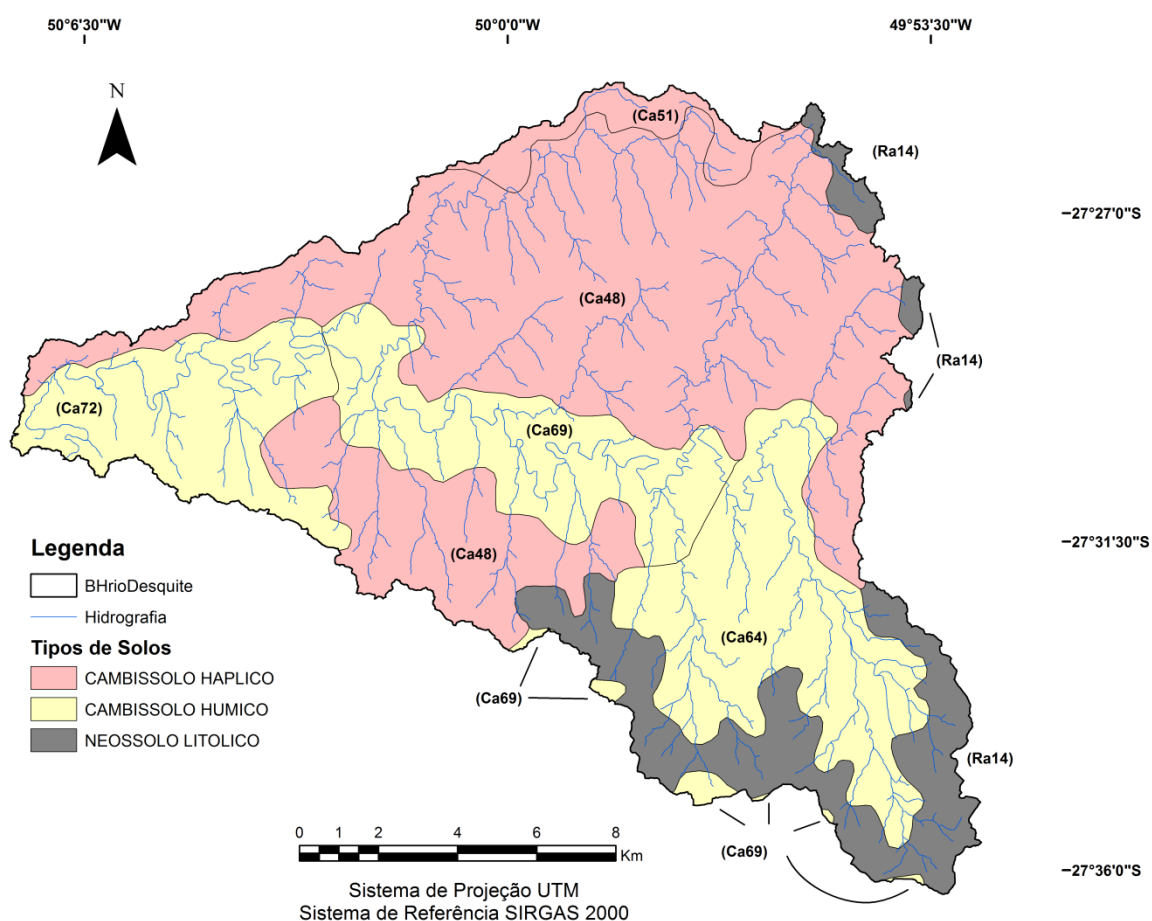 50°6'30"W
50°0'0"W
49°53'30"W
N
(Ca51)
(Ra14)
−27°27'0"S
(Ca48)
(Ra14)
(Ca72)
(Ca69)
Legenda
−27°31'30"S
(Ca48)
BHrioDesquite
Hidrografia
Tipos de Solos
(Ca64)
CAMBISSOLO HAPLICO
(Ca69)
CAMBISSOLO HUMICO
NEOSSOLO LITOLICO
(Ra14)
0 1 2 4 6 8
Km
(Ca69)
−27°36'0"S
Sistema de Projeção UTM
Sistema de Referência SIRGAS 2000